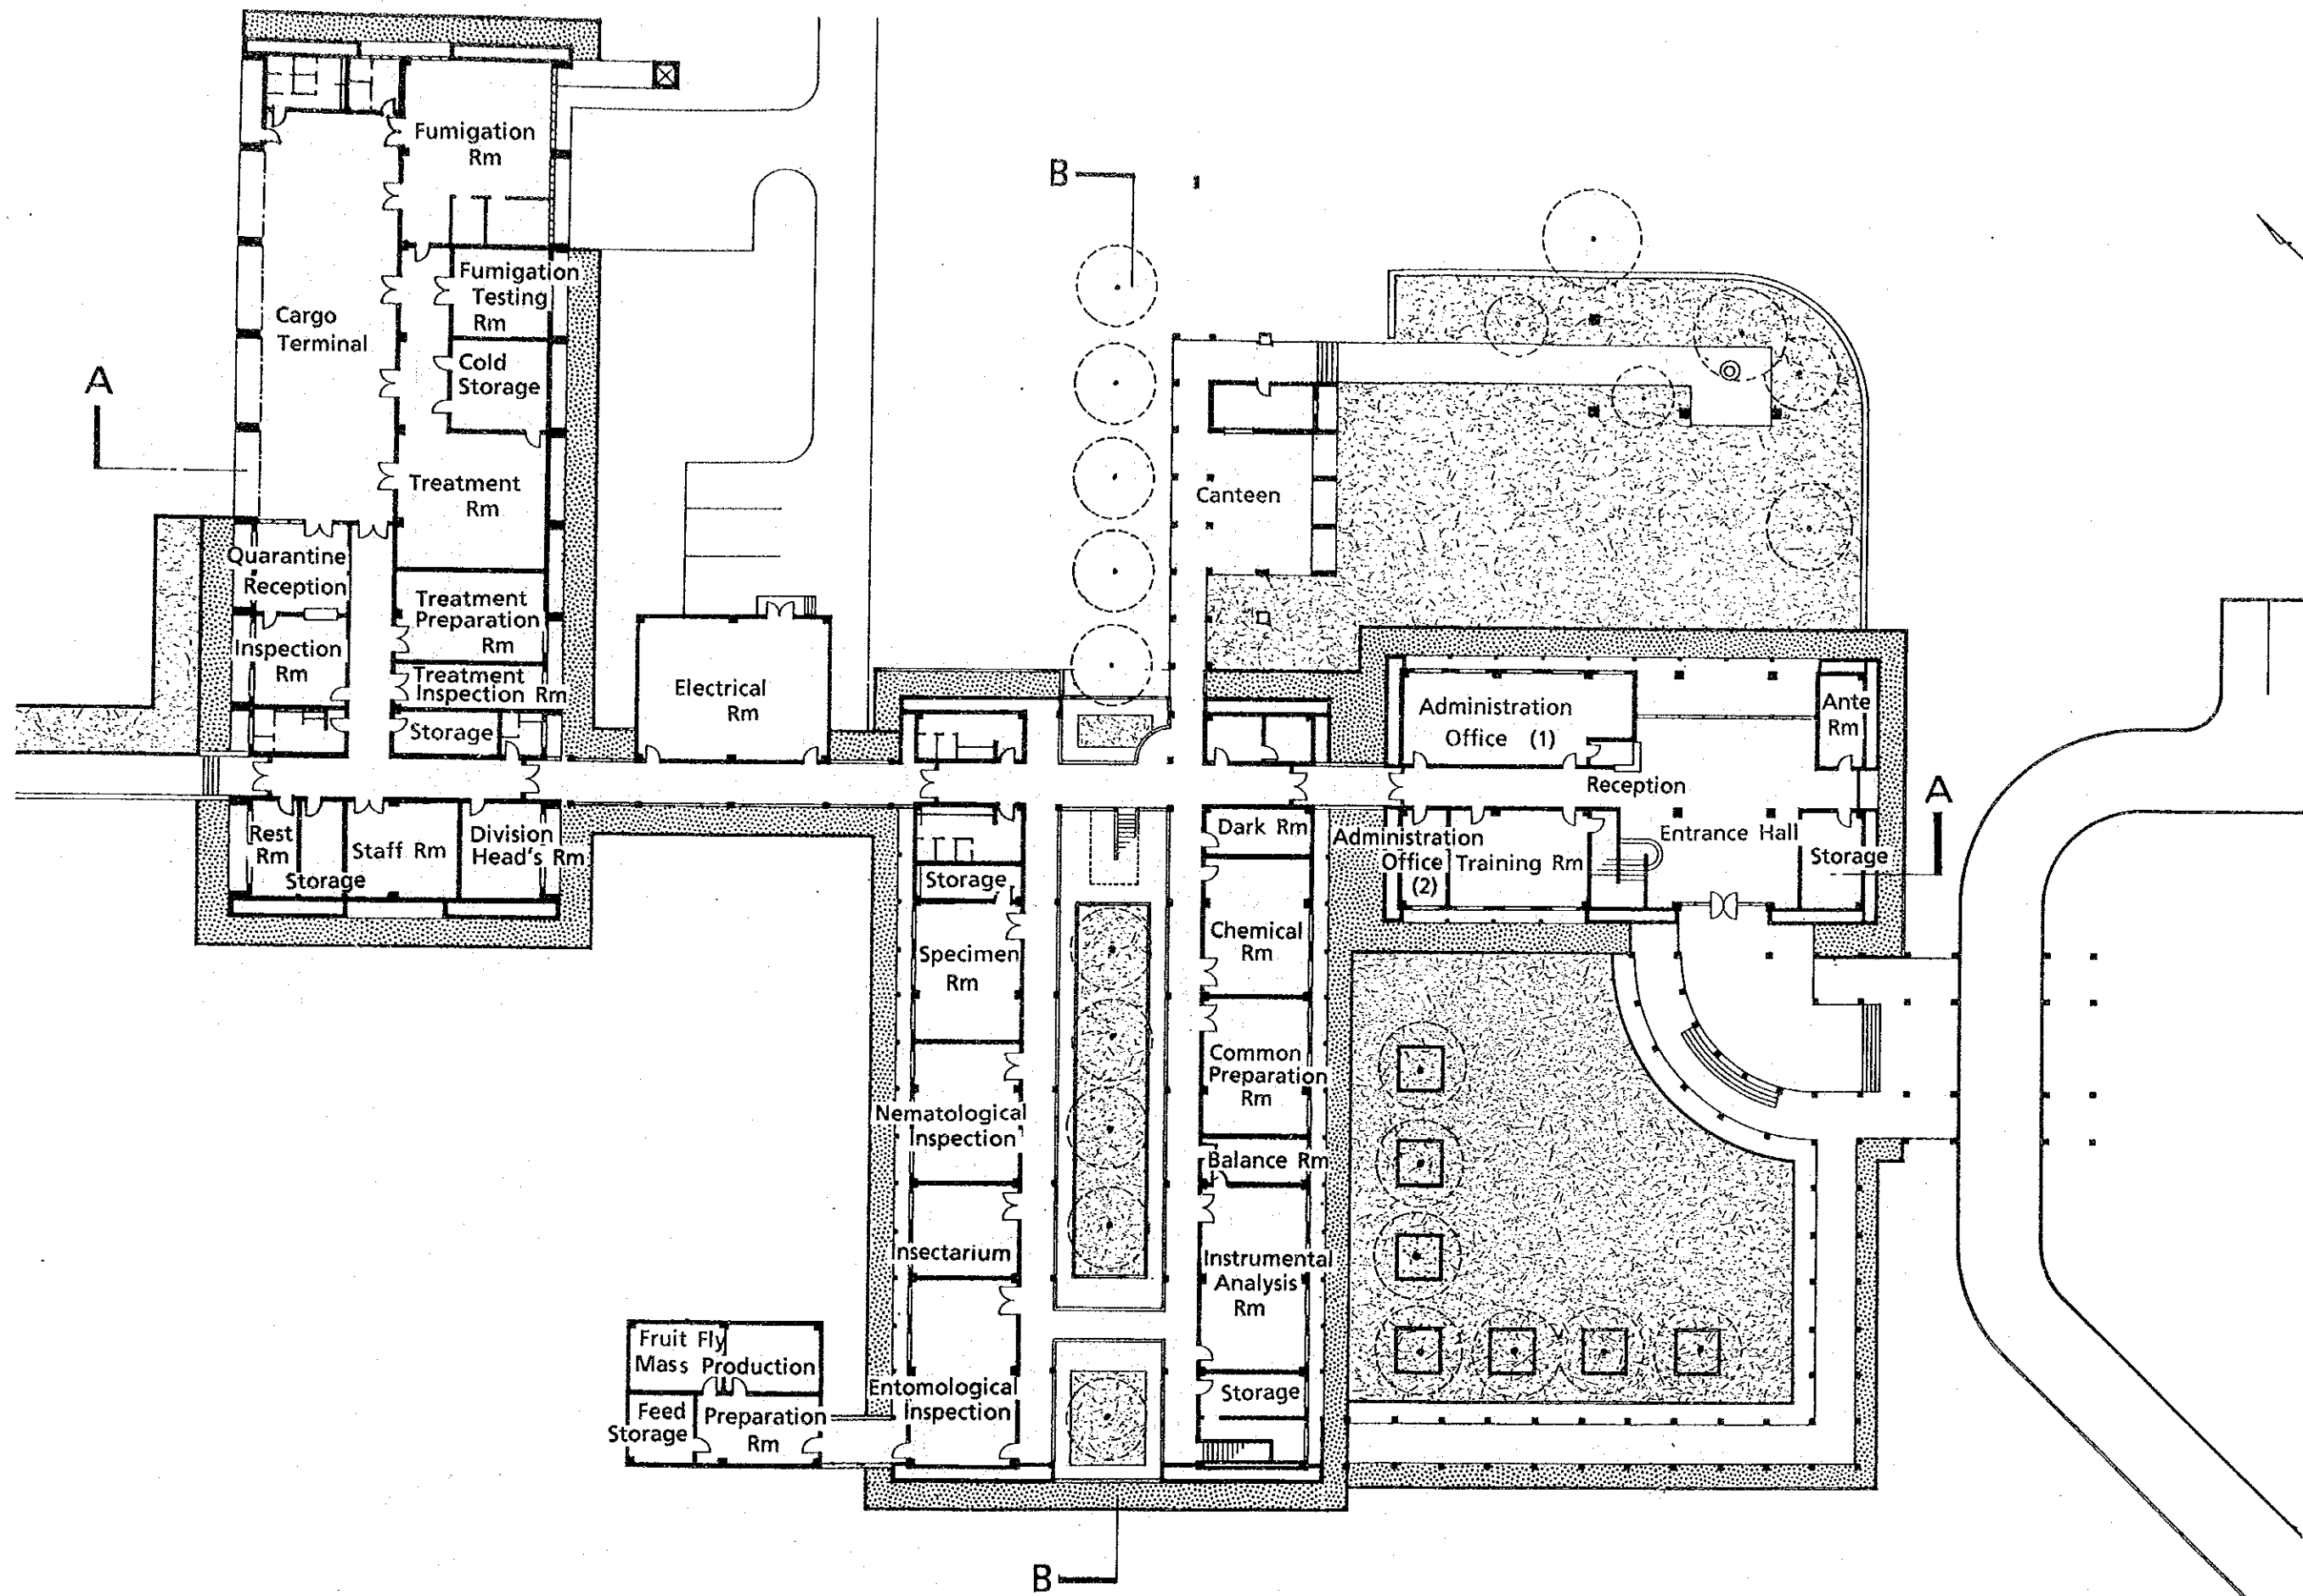 Fumigation
Rm
B
Fumigation
Testing
Rm
Cargo
Terminal
Cold
Storage
A
Treatment
Rm
Canteen
Quarantine
Reception
Treatment
Preparation
Rm
Inspection
Rm
Treatment
Inspection Rm
Storage
Electrical
Rm
Administration
Office (1)
Ante
Rm
Reception
A
Rest
Rm
Storage
Staff Rm
Division
Head's Rm
Dark Rm
Administration
Office
(2)
Training Rm
Entrance Hall
Storage
Storage
Specimen
Rm
Chemical
Rm
Nematological
Inspection
Common
Preparation
Rm
Balance Rm
Insectarium
Instrumental
Analysis
Rm
Fruit Fly
Mass Production
Feed
Storage
Preparation
Rm
Entomological
Inspection
Storage
B